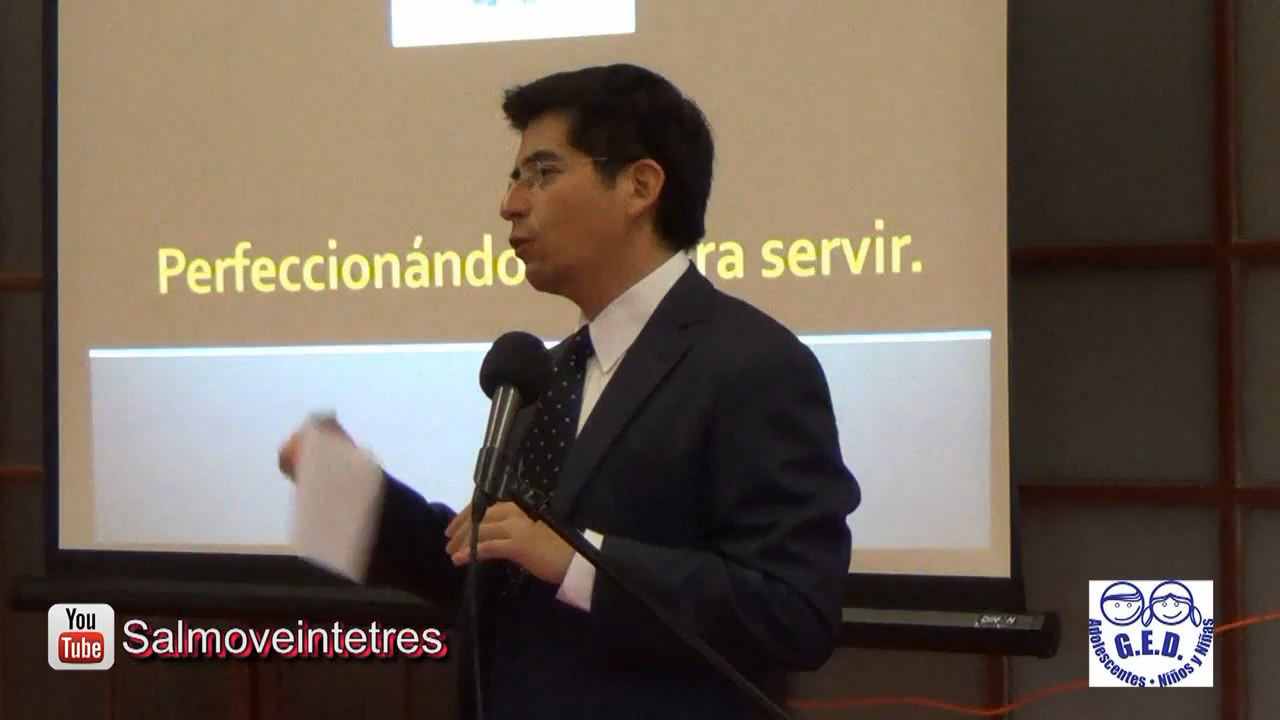 Perfeccionándo ra servir.
You
Tube
Salmoveintetres
G.E.D.
Adolescentes • Niños y Niñas